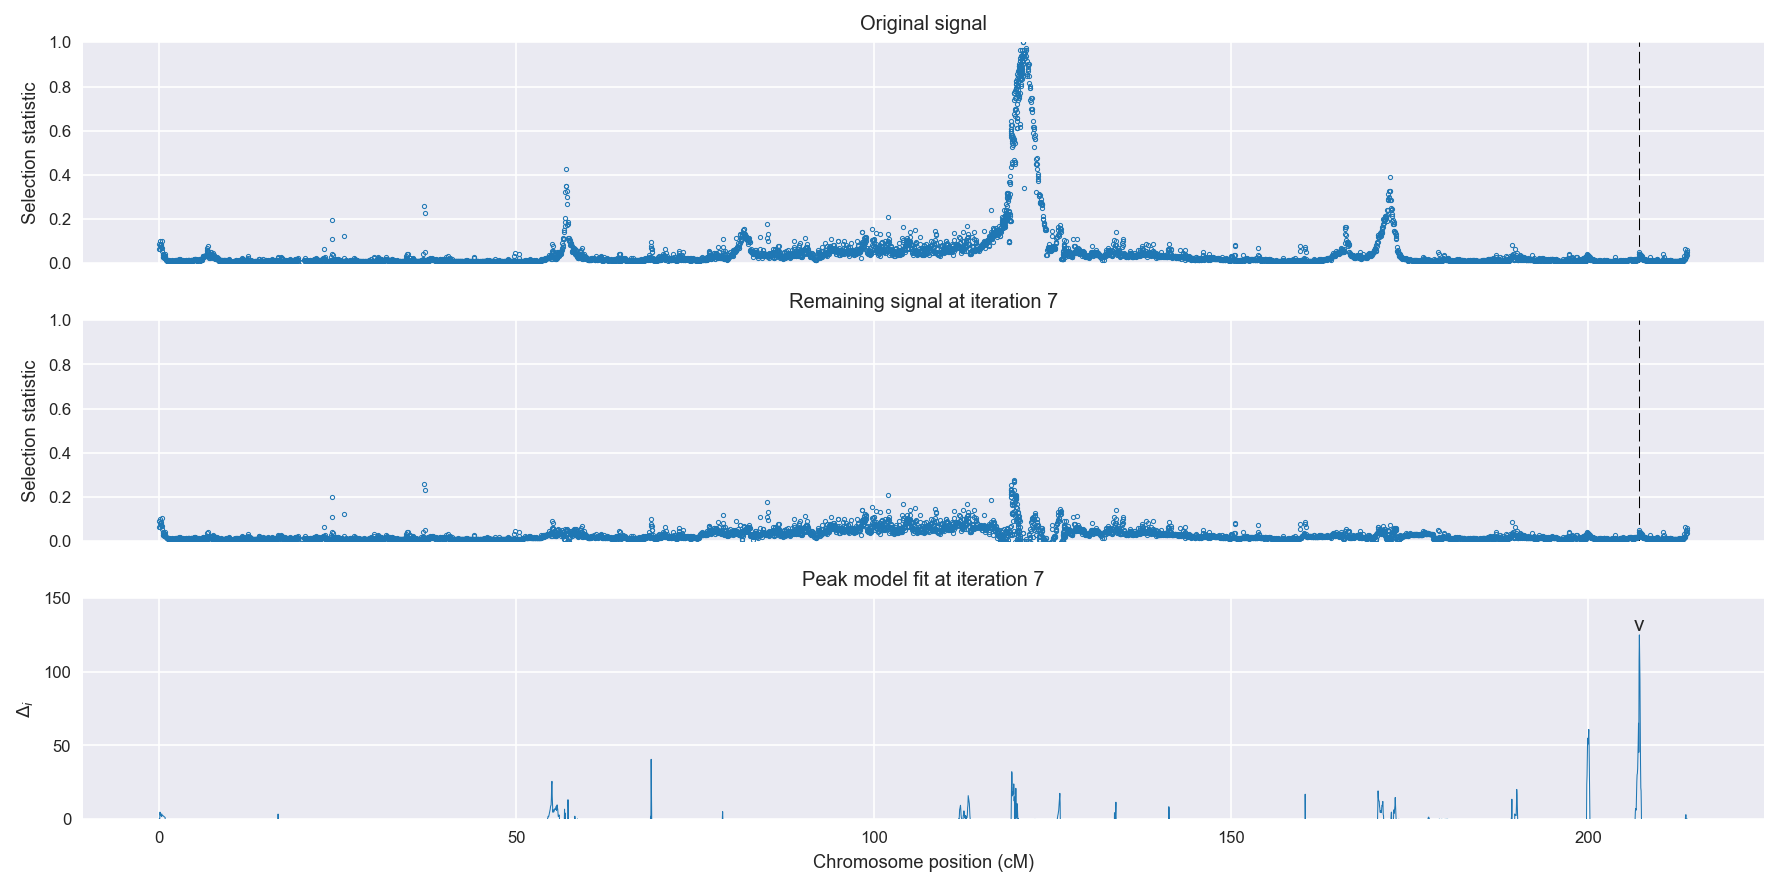 Original signal
1.0
0.8
0.6
0.4
0.2
0.0
Selection statistic
Remaining signal at iteration 7
1.0
0.8
0.6
0.4
0.2
0.0
Selection statistic
Peak model fit at iteration 7
150
100
50
0
Δi
v
0 50 100 150 200
Chromosome position (cM)